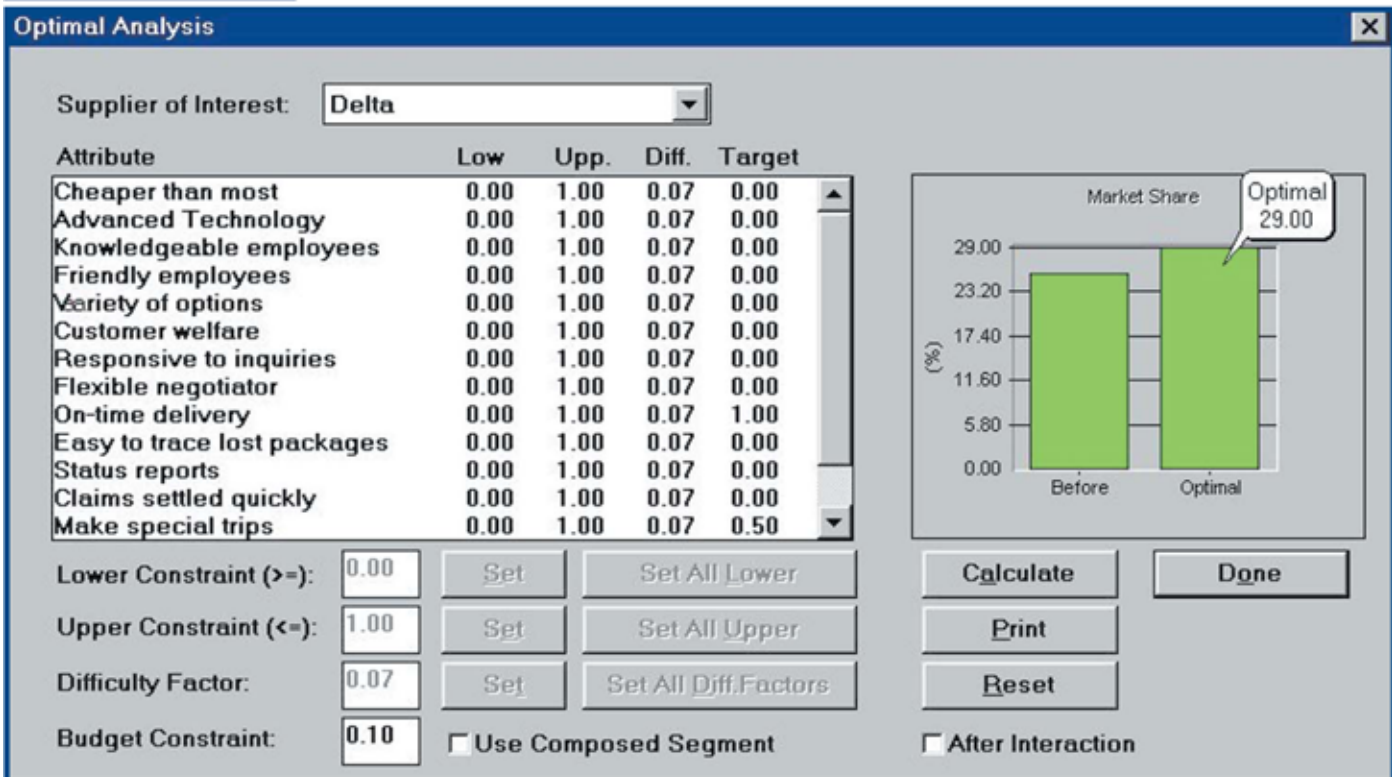 Optimal Analysis
Supplier of Interest: Delta
Attribute Low Upp. Diff. Target
Cheaper than most 0.00 1.00 0.07 0.00
Advanced Technology 0.00 1.00 0.07 0.00
Knowledgeable employees 0.00 1.00 0.07 0.00
Friendly employees 0.00 1.00 0.07 0.00
Variety of options 0.00 1.00 0.07 0.00
Customer welfare 0.00 1.00 0.07 0.00
Responsive to inquiries 0.00 1.00 0.07 0.00
Flexible negotiator 0.00 1.00 0.07 0.00
On-time delivery 0.00 1.00 0.07 1.00
Easy to trace lost packages 0.00 1.00 0.07 0.00
Status reports 0.00 1.00 0.07 0.00
Claims settled quickly 0.00 1.00 0.07 0.00
Make special trips 0.00 1.00 0.07 0.50
Lower Constraint (>=): 0.00 Set Set All Lower
Upper Constraint (<=): 1.00 Set Set All Upper
Difficulty Factor: 0.07 Set Set All Diff.Factors
Budget Constraint: 0.10 Use Composed Segment
Market Share
Optimal
29.00
29.00
23.20
17.40
11.60
5.80
0.00
(%)
Before Optimal
Calculate Done
Print
Reset
After Interaction